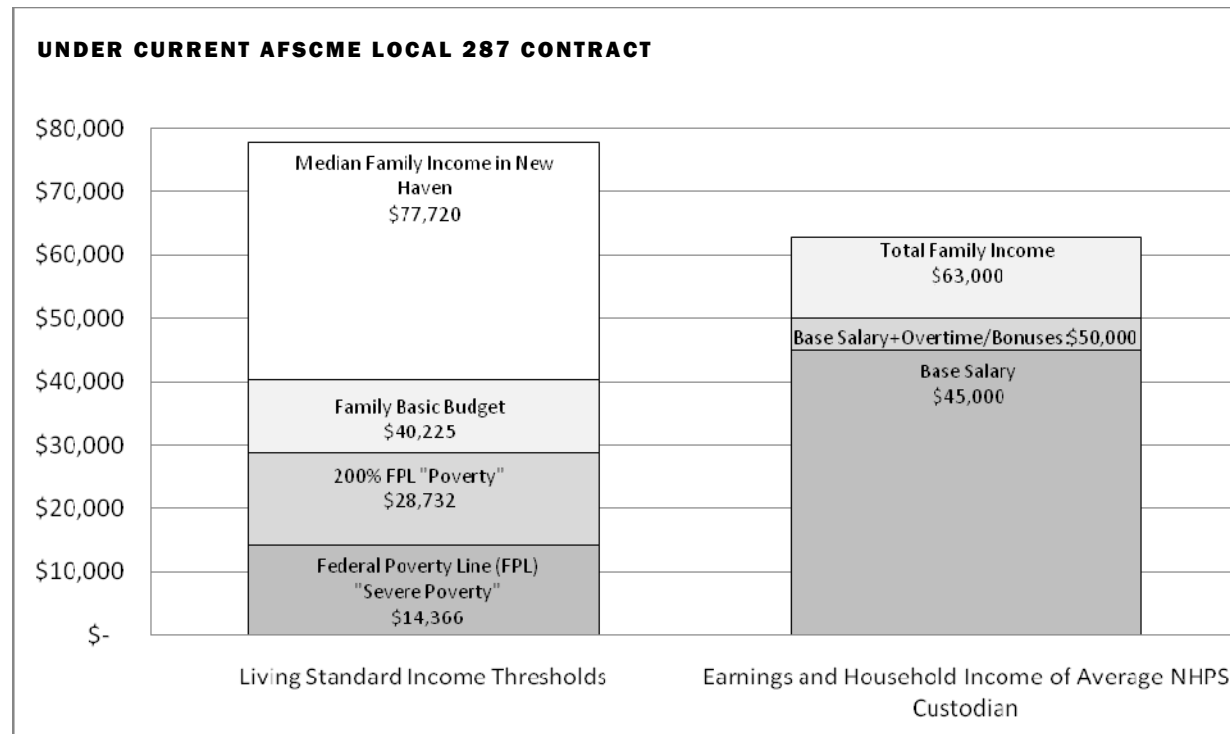 UNDER CURRENT AFSCME LOCAL 287 CONTRACT
$80,000
$70,000
$60,000
$50,000
$40,000
$30,000
$20,000
$10,000
$-
Median Family Income in New
Haven
$77,720
Family Basic Budget
$40,225
200% FPL "Poverty"
$28,732
Federal Poverty Line (FPL)
"Severe Poverty"
$14,366
Total Family Income
$63,000
Base Salary+Overtime/Bonuses:$50,000
Base Salary
$45,000
Living Standard Income Thresholds
Earnings and Household Income of Average NHPS
Custodian